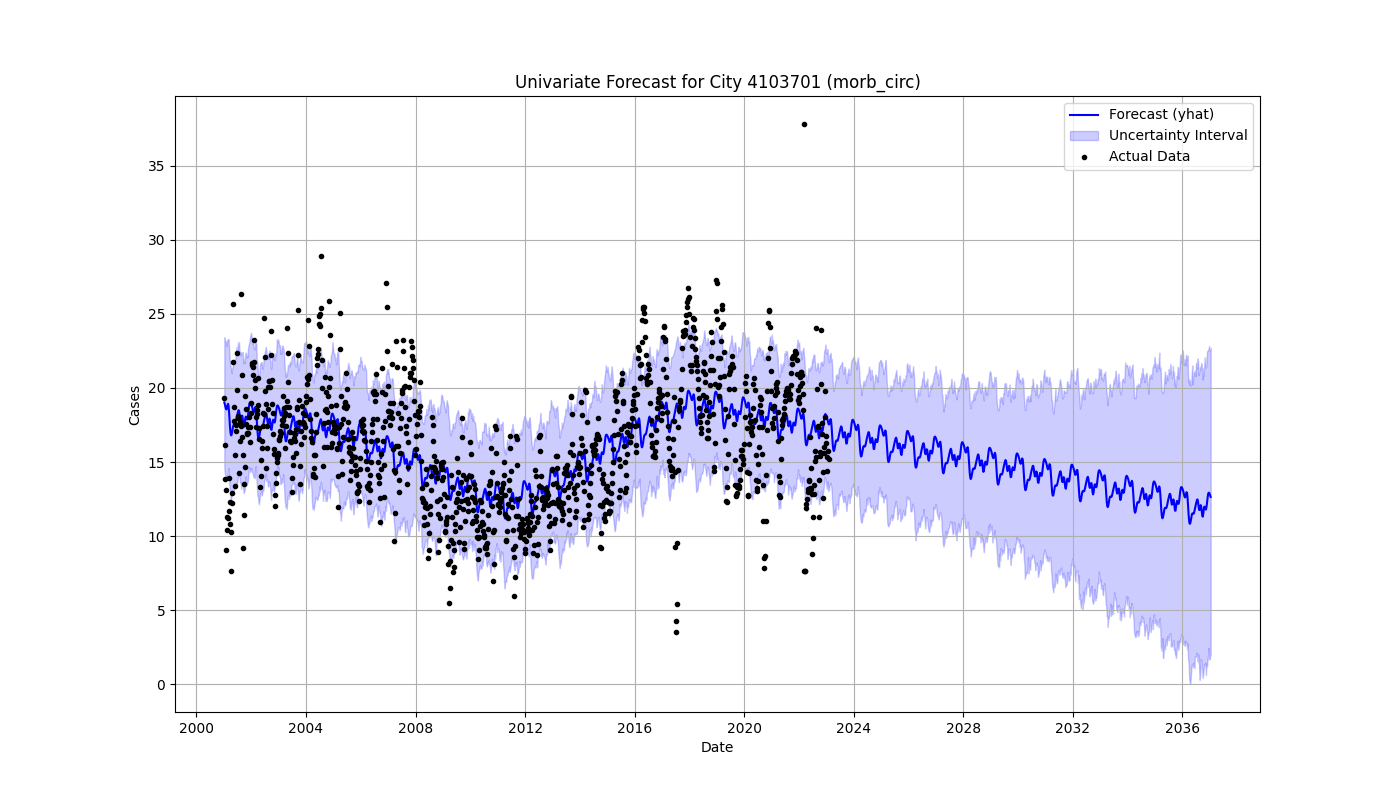 Univariate Forecast for City 4103701 (morb_circ)
Forecast (yhat)
Uncertainty Interval
Actual Data
Cases
35
30
25
20
15
10
5
0
2000 2004 2008 2012 2016 2020 2024 2028 2032 2036
Date